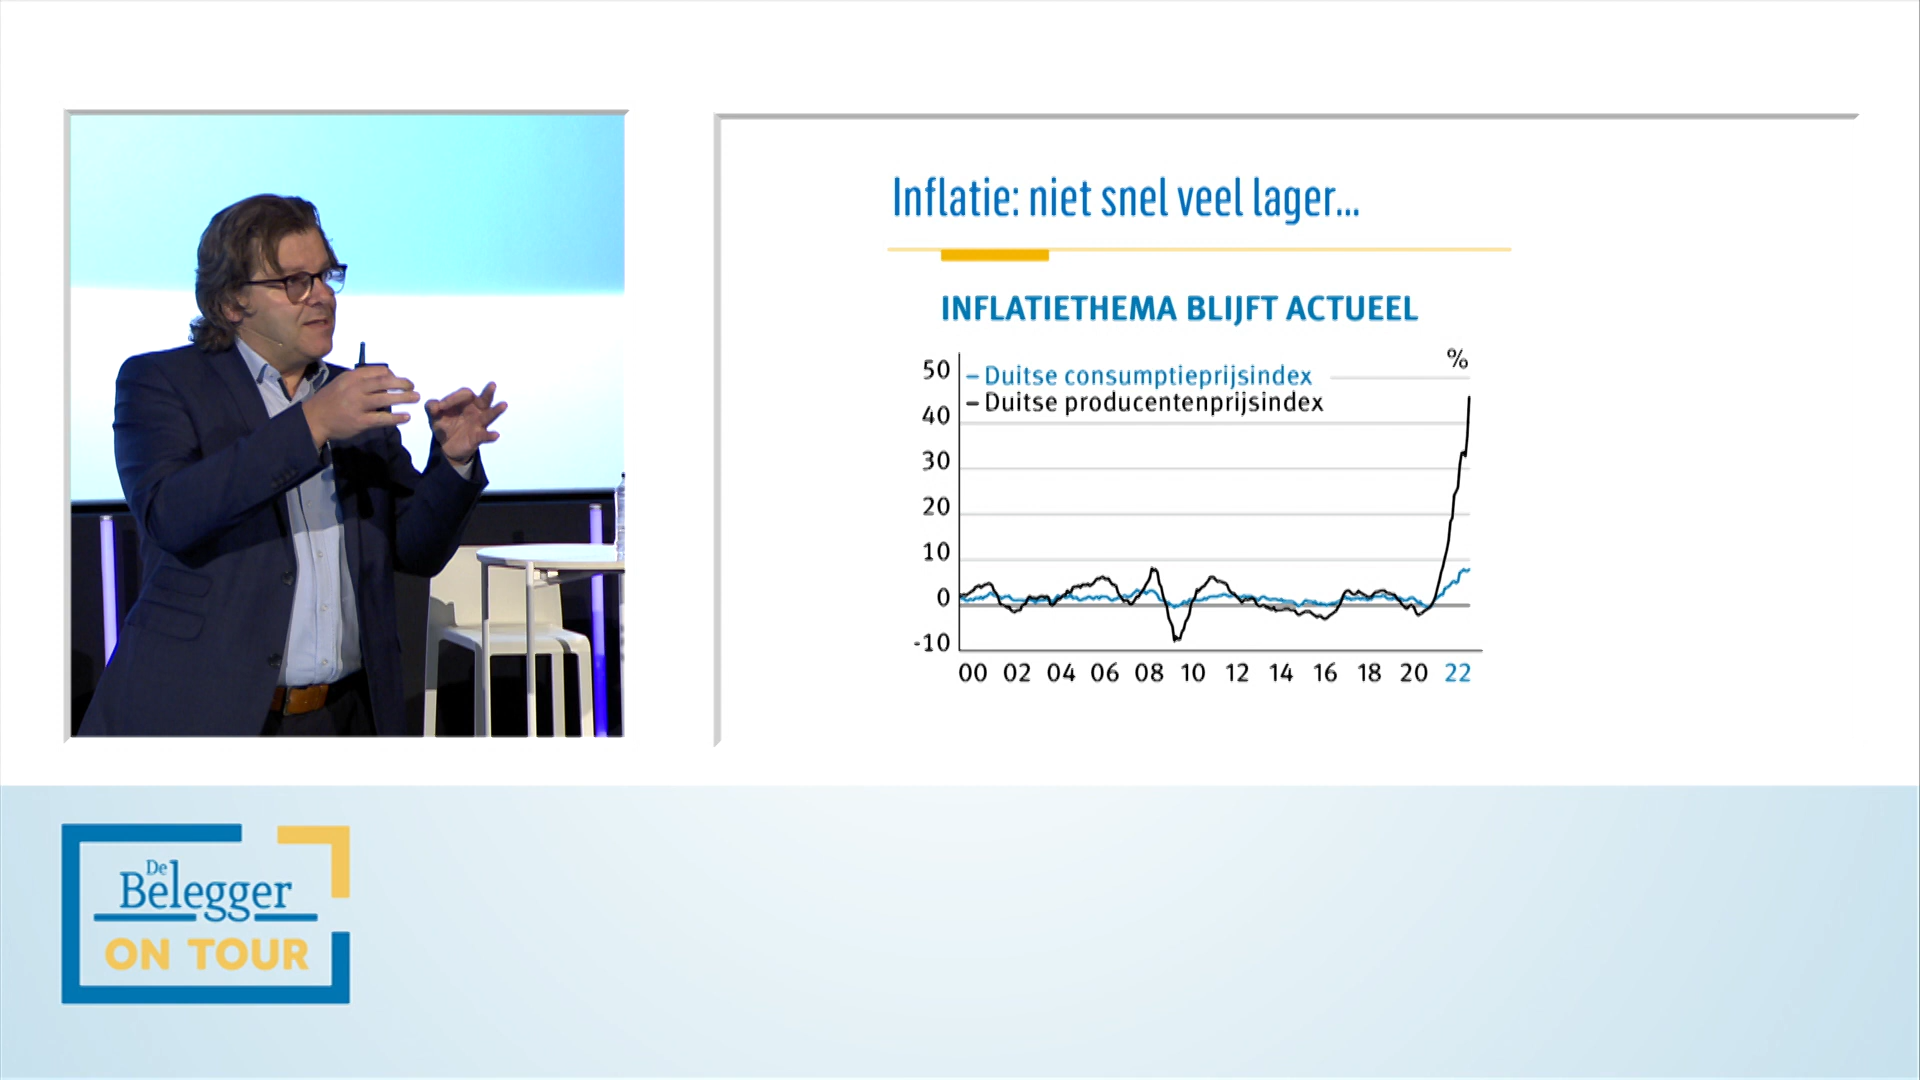 Inflatie: niet snel veel lager...
INFLATIETHEMA BLIJFT ACTUEEL
%
50
40
30
20
10
0
-10
Duitse consumptieprijsindex
Duitse producentenprijsindex
00 02 04 06 08 10 12 14 16 18 20 22
De
Belegger
ON TOUR